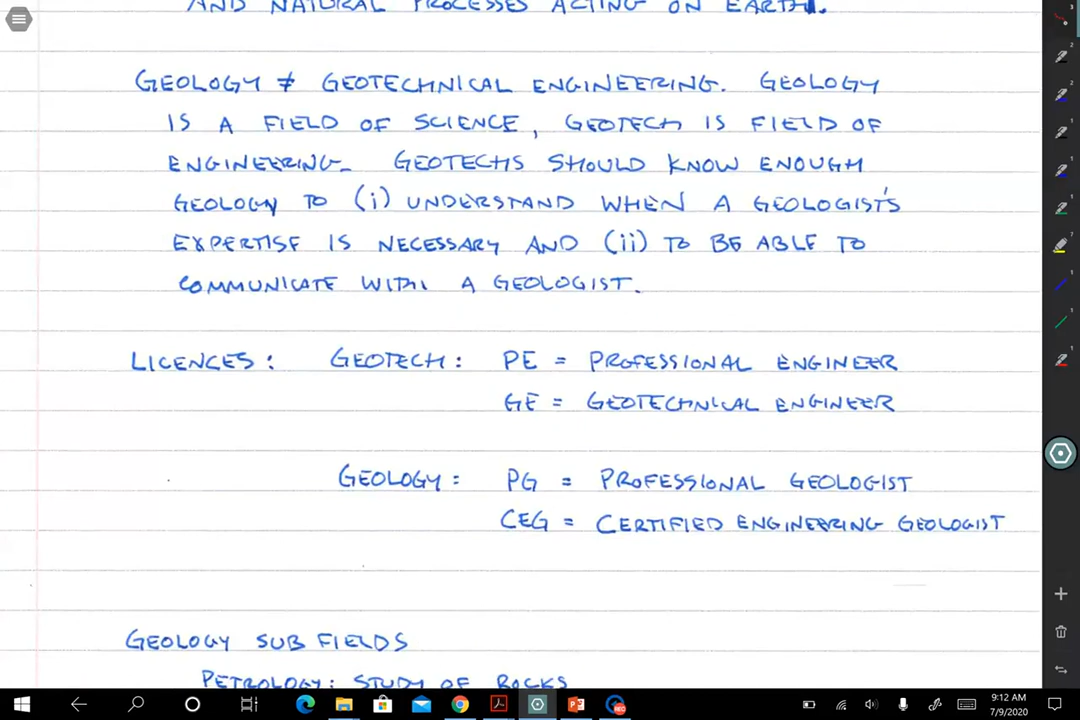 AND NATURAL PROCESSES ACTING ON EARTH.
GEOLOGY ≠ GEOTECHNICAL ENGINEERING. GEOLOGY
IS A FIELD OF SCIENCE, GEOTECH IS FIELD OF
ENGINEERING. GEOTECHS SHOULD KNOW ENOUGH
GEOLOGY TO (i) UNDERSTAND WHEN A GEOLOGIST'S
EXPERTISE IS NECESSARY AND (ii) TO BE ABLE TO
COMMUNICATE WITH A GEOLOGIST.
LICENCES: GEOTECH: PE = PROFESSIONAL ENGINEER
GE = GEOTECHNICAL ENGINEER
GEOLOGY: PG = PROFESSIONAL GEOLOGIST
CEG = CERTIFIED ENGINEERING GEOLOGIST
GEOLOGY SUB FIELDS
PETROLOGY: STUDY OF ROCKS
9:12 AM
7/9/2020